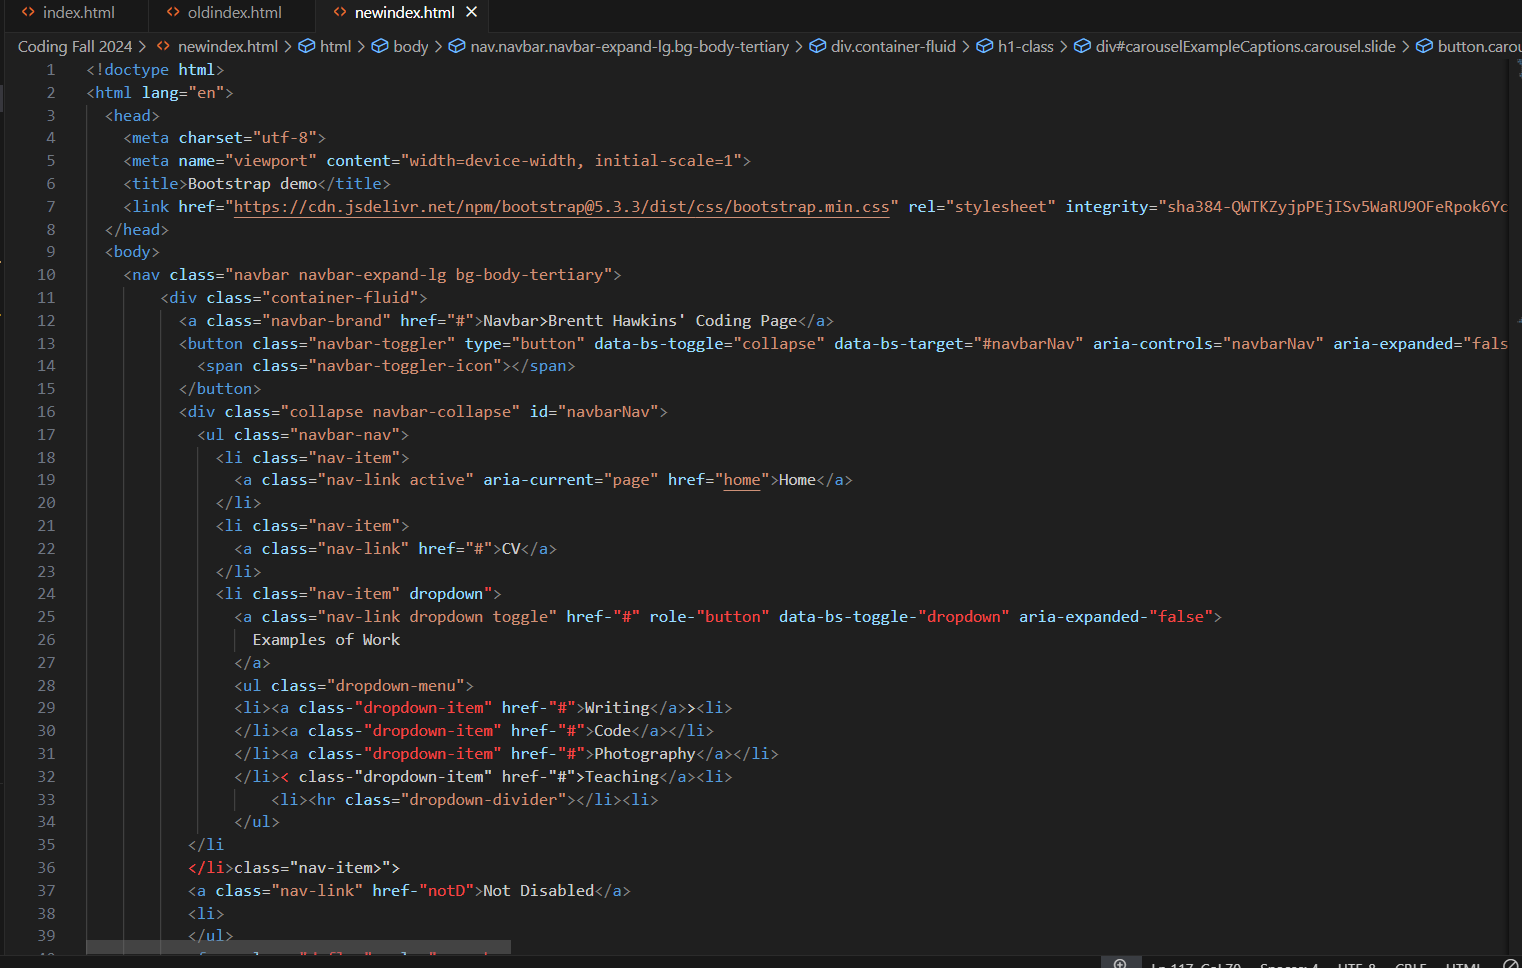 index.html oldindex.html newindex.html
Coding Fall 2024 > newindex.html > html > body > nav.navbar.navbar-expand-lg.bg-body-tertiary > div.container-fluid > h1-class > div#carouselExampleCaptions.carousel.slide > button.carou
1 <!doctype html>
2 <html lang="en">
3 <head>
4 <meta charset="utf-8">
5 <meta name="viewport" content="width=device-width, initial-scale=1">
6 <title>Bootstrap demo</title>
7 <link href="https://cdn.jsdelivr.net/npm/bootstrap@5.3.3/dist/css/bootstrap.min.css" rel="stylesheet" integrity="sha384-QWTKZyjpPEjISv5WaRU9OFeRpok6Yc
8 </head>
9 <body>
10 <nav class="navbar navbar-expand-lg bg-body-tertiary">
11 <div class="container-fluid">
12 <a class="navbar-brand" href="#">Navbar>Brentt Hawkins' Coding Page</a>
13 <button class="navbar-toggler" type="button" data-bs-toggle="collapse" data-bs-target="#navbarNav" aria-controls="navbarNav" aria-expanded="fals
14 <span class="navbar-toggler-icon"></span>
15 </button>
16 <div class="collapse navbar-collapse" id="navbarNav">
17 <ul class="navbar-nav">
18 <li class="nav-item">
19 <a class="nav-link active" aria-current="page" href="home">Home</a>
20 </li>
21 <li class="nav-item">
22 <a class="nav-link" href="#">CV</a>
23 </li>
24 <li class="nav-item" dropdown">
25 <a class="nav-link dropdown toggle" href-"#" role-"button" data-bs-toggle-"dropdown" aria-expanded-"false">
26 Examples of Work
27 </a>
28 <ul class="dropdown-menu">
29 <li><a class-"dropdown-item" href-"#">Writing</a>><li>
30 </li><a class-"dropdown-item" href-"#">Code</a></li>
31 </li><a class-"dropdown-item" href-"#">Photography</a></li>
32 </li>< class-"dropdown-item" href-"#">Teaching</a><li>
33 <li><hr class="dropdown-divider"></li><li>
34 </ul>
35 </li
36 </li>class="nav-item>">
37 <a class="nav-link" href-"notD">Not Disabled</a>
38 <li>
39 </ul>
Ln 117, Col 70 Spaces: 4 UTF-8 CRLF HTML